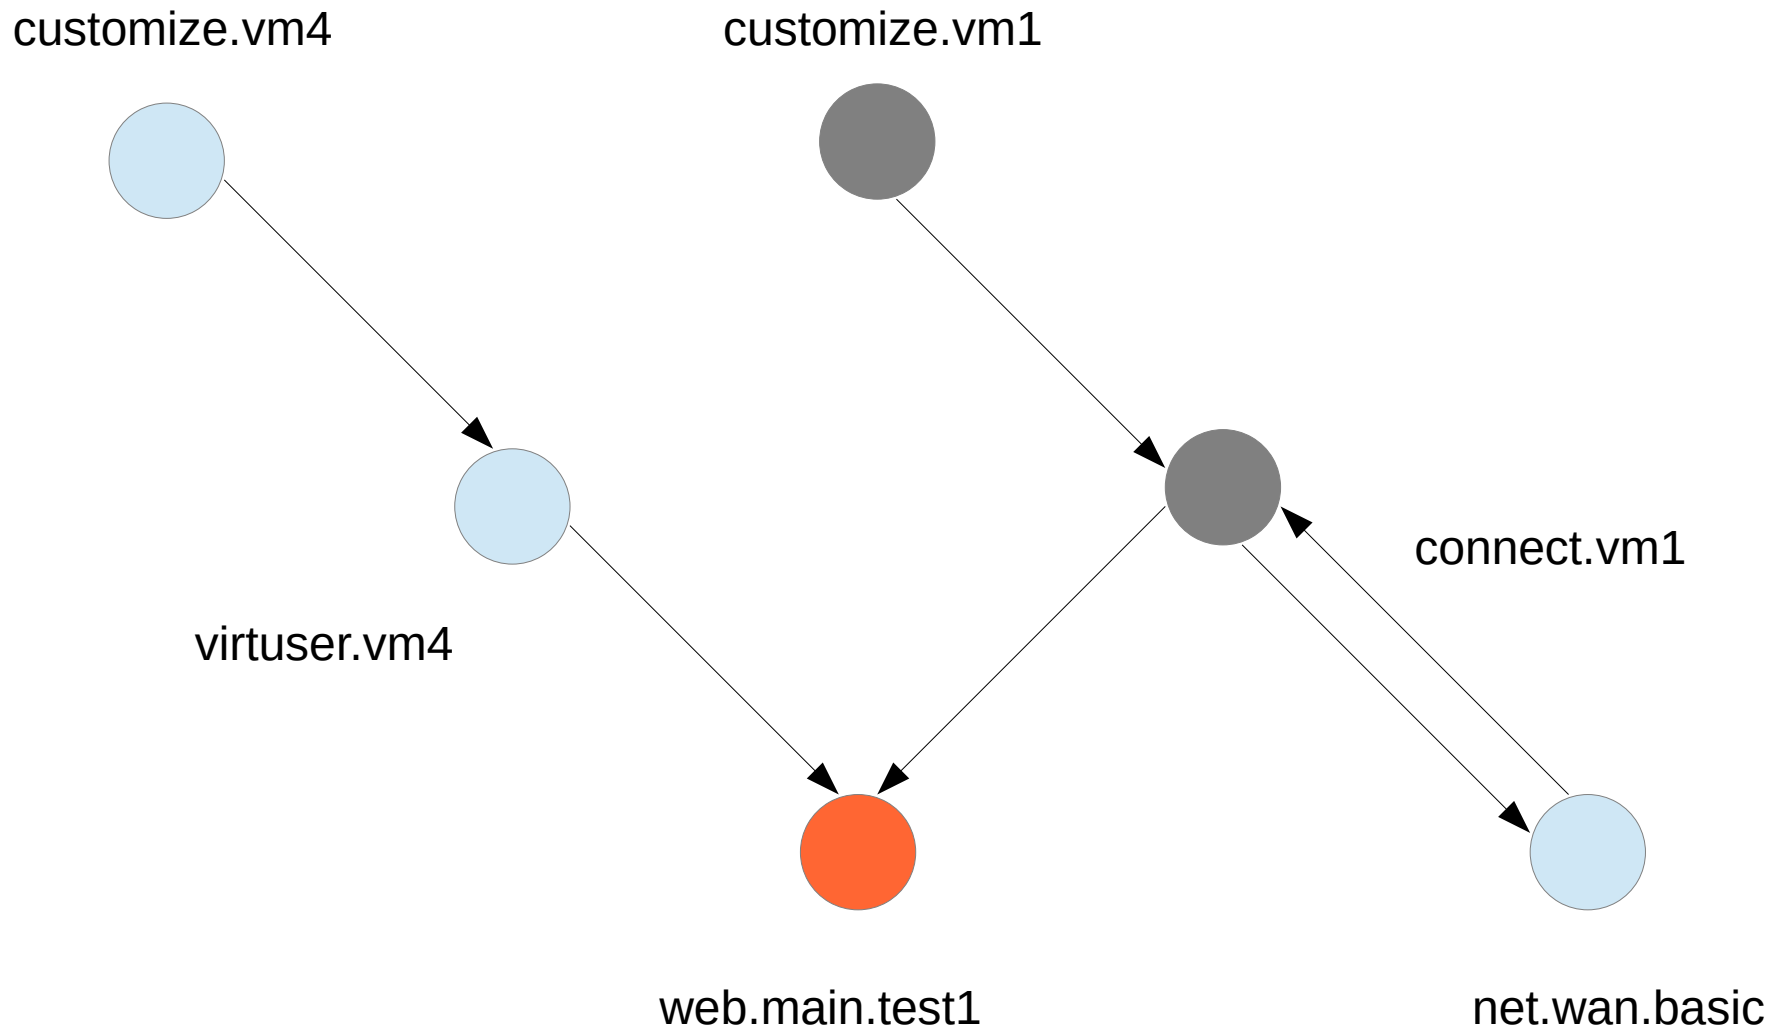 customize.vm4
customize.vm1
connect.vm1
virtuser.vm4
web.main.test1
net.wan.basic